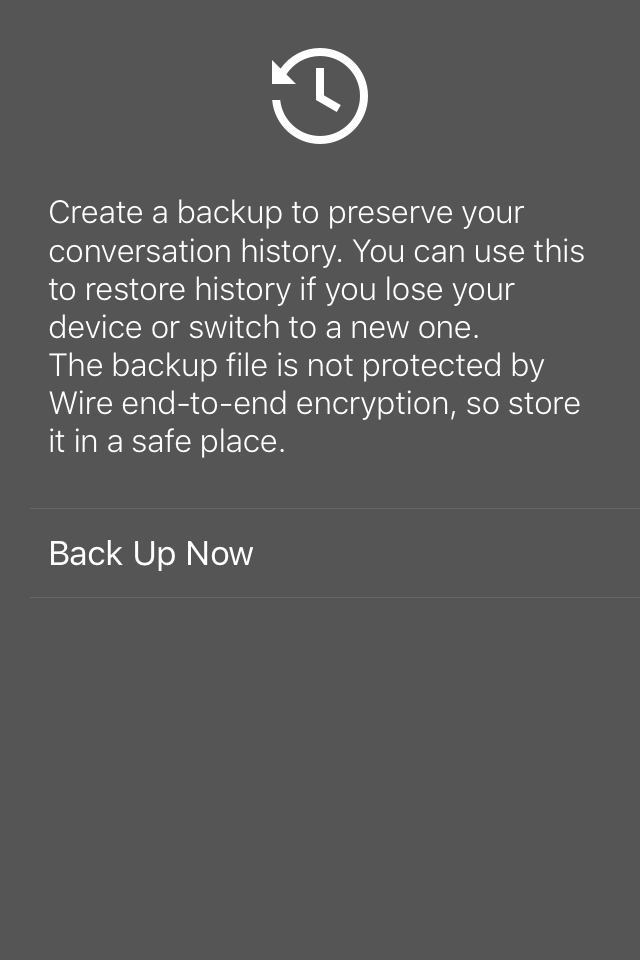 Create a backup to preserve your
conversation history. You can use this
to restore history if you lose your
device or switch to a new one.
The backup file is not protected by
Wire end-to-end encryption, so store
it in a safe place.
Back Up Now